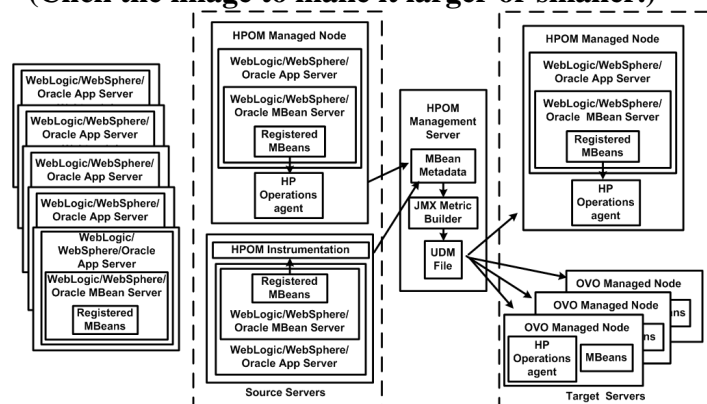 (Click the image to make it larger or smaller.)
WebLogic/WebSphere/
Oracle App Server
WebLogic/WebSphere/
Oracle App Server
WebLogic/WebSphere/
Oracle App Server
WebLogic/WebSphere/
Oracle App Server
WebLogic/
WebSphere/Oracle
App Server
WebLogic/WebSphere/
Oracle MBean Server
Registered
MBeans
HPOM Managed Node
WebLogic/WebSphere/
Oracle App Server
WebLogic/WebSphere/
Oracle MBean Server
Registered
MBeans
HP
Operations
agent
HPOM Instrumentation
Registered
MBeans
WebLogic/WebSphere/
Oracle MBean Server
WebLogic/WebSphere/
Oracle App Server
Source Servers
HPOM
Management
Server
MBean
Metadata
JMX Metric
Builder
UDM
File
HPOM Managed Node
WebLogic/WebSphere/
Oracle App Server
WebLogic/WebSphere/
Oracle MBean Server
Registered
MBeans
HP
Operations
agent
OVO Managed Node
ns
OVO Managed Node
ns
OVO Managed Node
HP
Operations
agent
MBeans
Target Servers